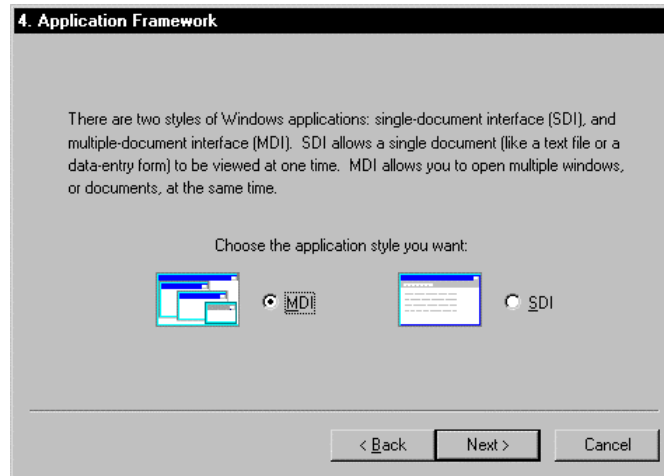 4. Application Framework
There are two styles of Windows applications: single-document interface (SDI), and
multiple-document interface (MDI).  SDI allows a single document (like a text file or a
data-entry form) to be viewed at one time.  MDI allows you to open multiple windows,
or documents, at the same time.
Choose the application style you want:
MDI
SDI
< Back
Next >
Cancel